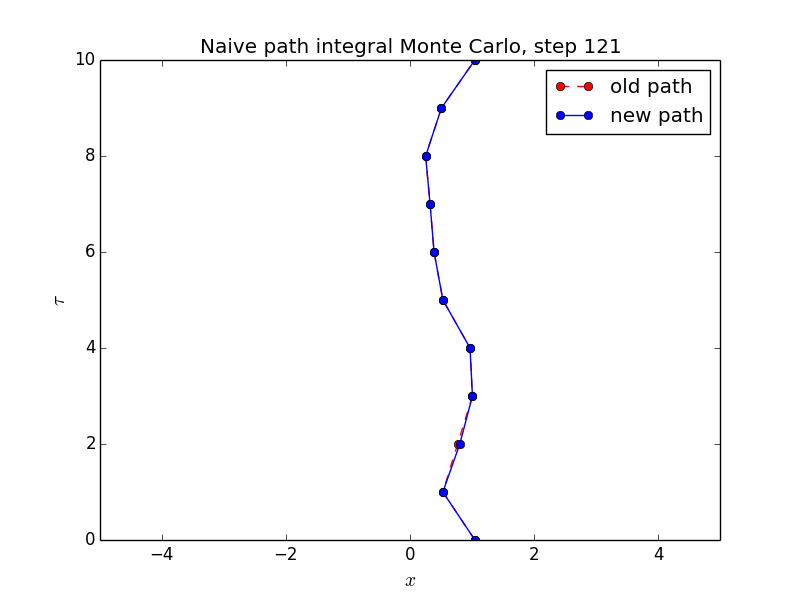 Naive path integral Monte Carlo, step 121
old path
new path
10
8
6
4
2
0
τ
−4
−2
0
2
4
x